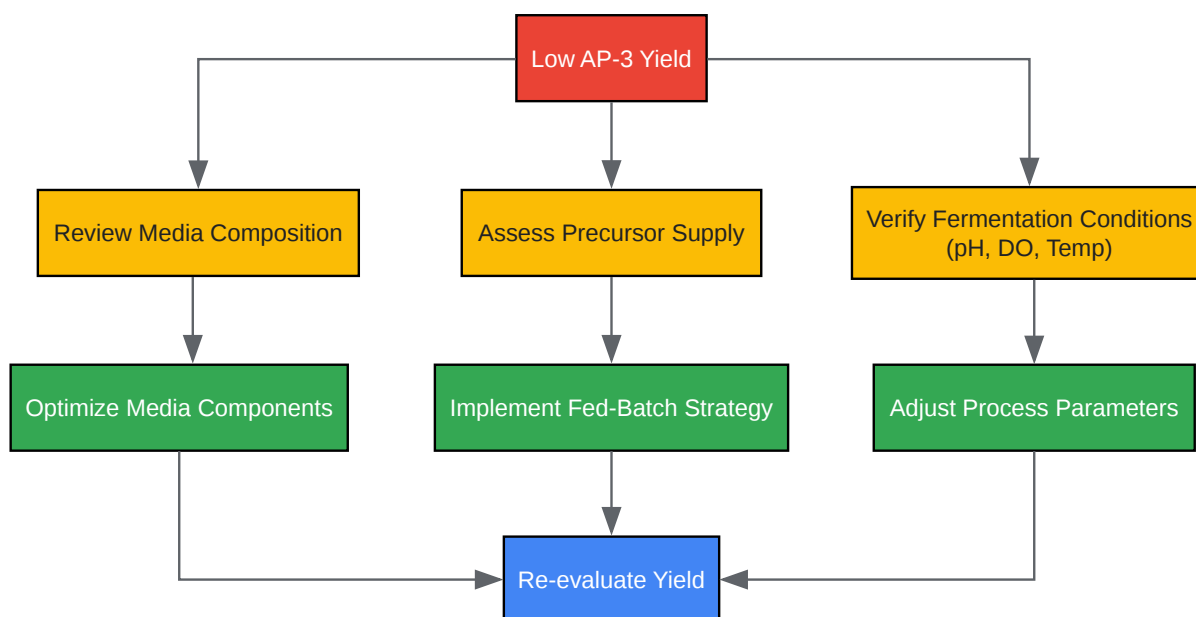 Low AP-3 Yield
Review Media Composition
Assess Precursor Supply
Verify Fermentation Conditions
(pH, DO, Temp)
Optimize Media Components
Implement Fed-Batch Strategy
Adjust Process Parameters
Re-evaluate Yield